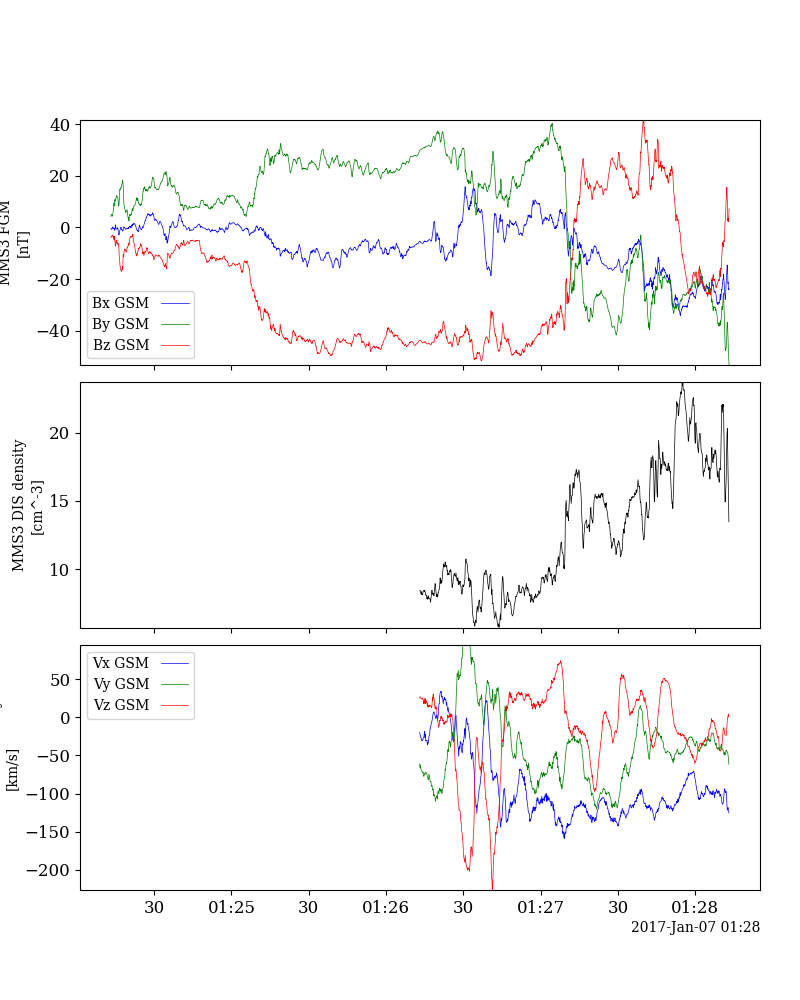 40
20
0
−20
−40
MMS3 FGM
[nT]
Bx GSM
By GSM
Bz GSM
20
15
10
MMS3 DIS density
[cm^-3]
50
0
−50
−100
−150
−200
[km/s]
Vx GSM
Vy GSM
Vz GSM
30 01:25 30 01:26 30 01:27 30 01:28
2017-Jan-07 01:28